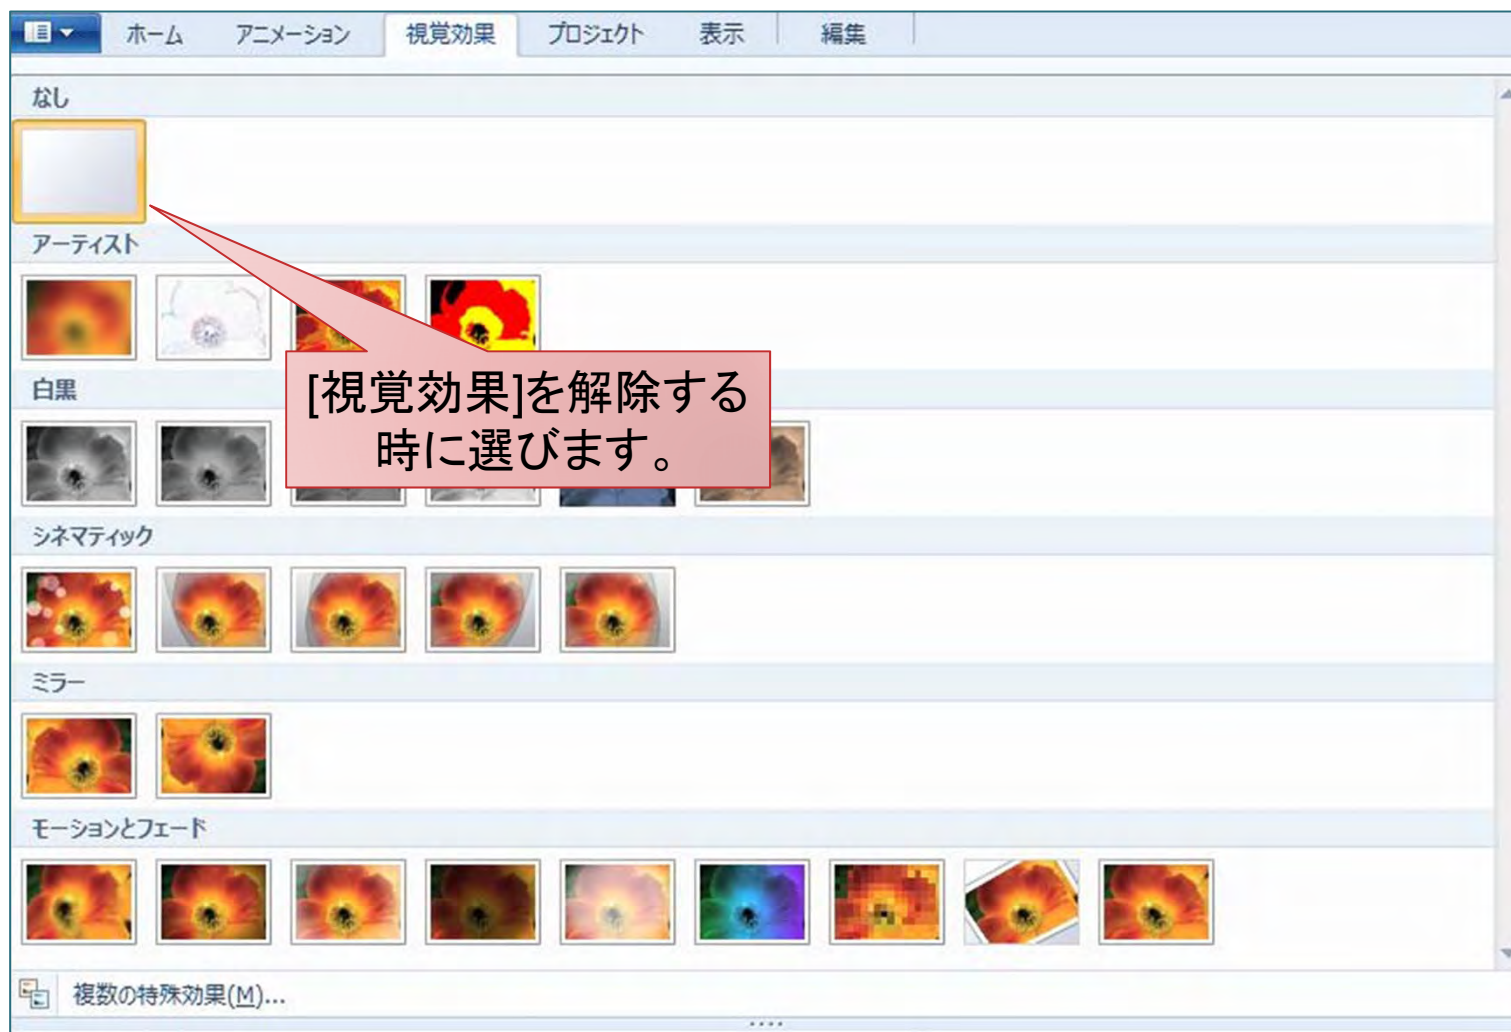 ホーム アニメーション 視覚効果 プロジェクト 表示 編集
なし
アーティスト
[視覚効果]を解除する
時に選びます。
白黒
シネマティック
ミラー
モーションとフェード
複数の特殊効果(M)...